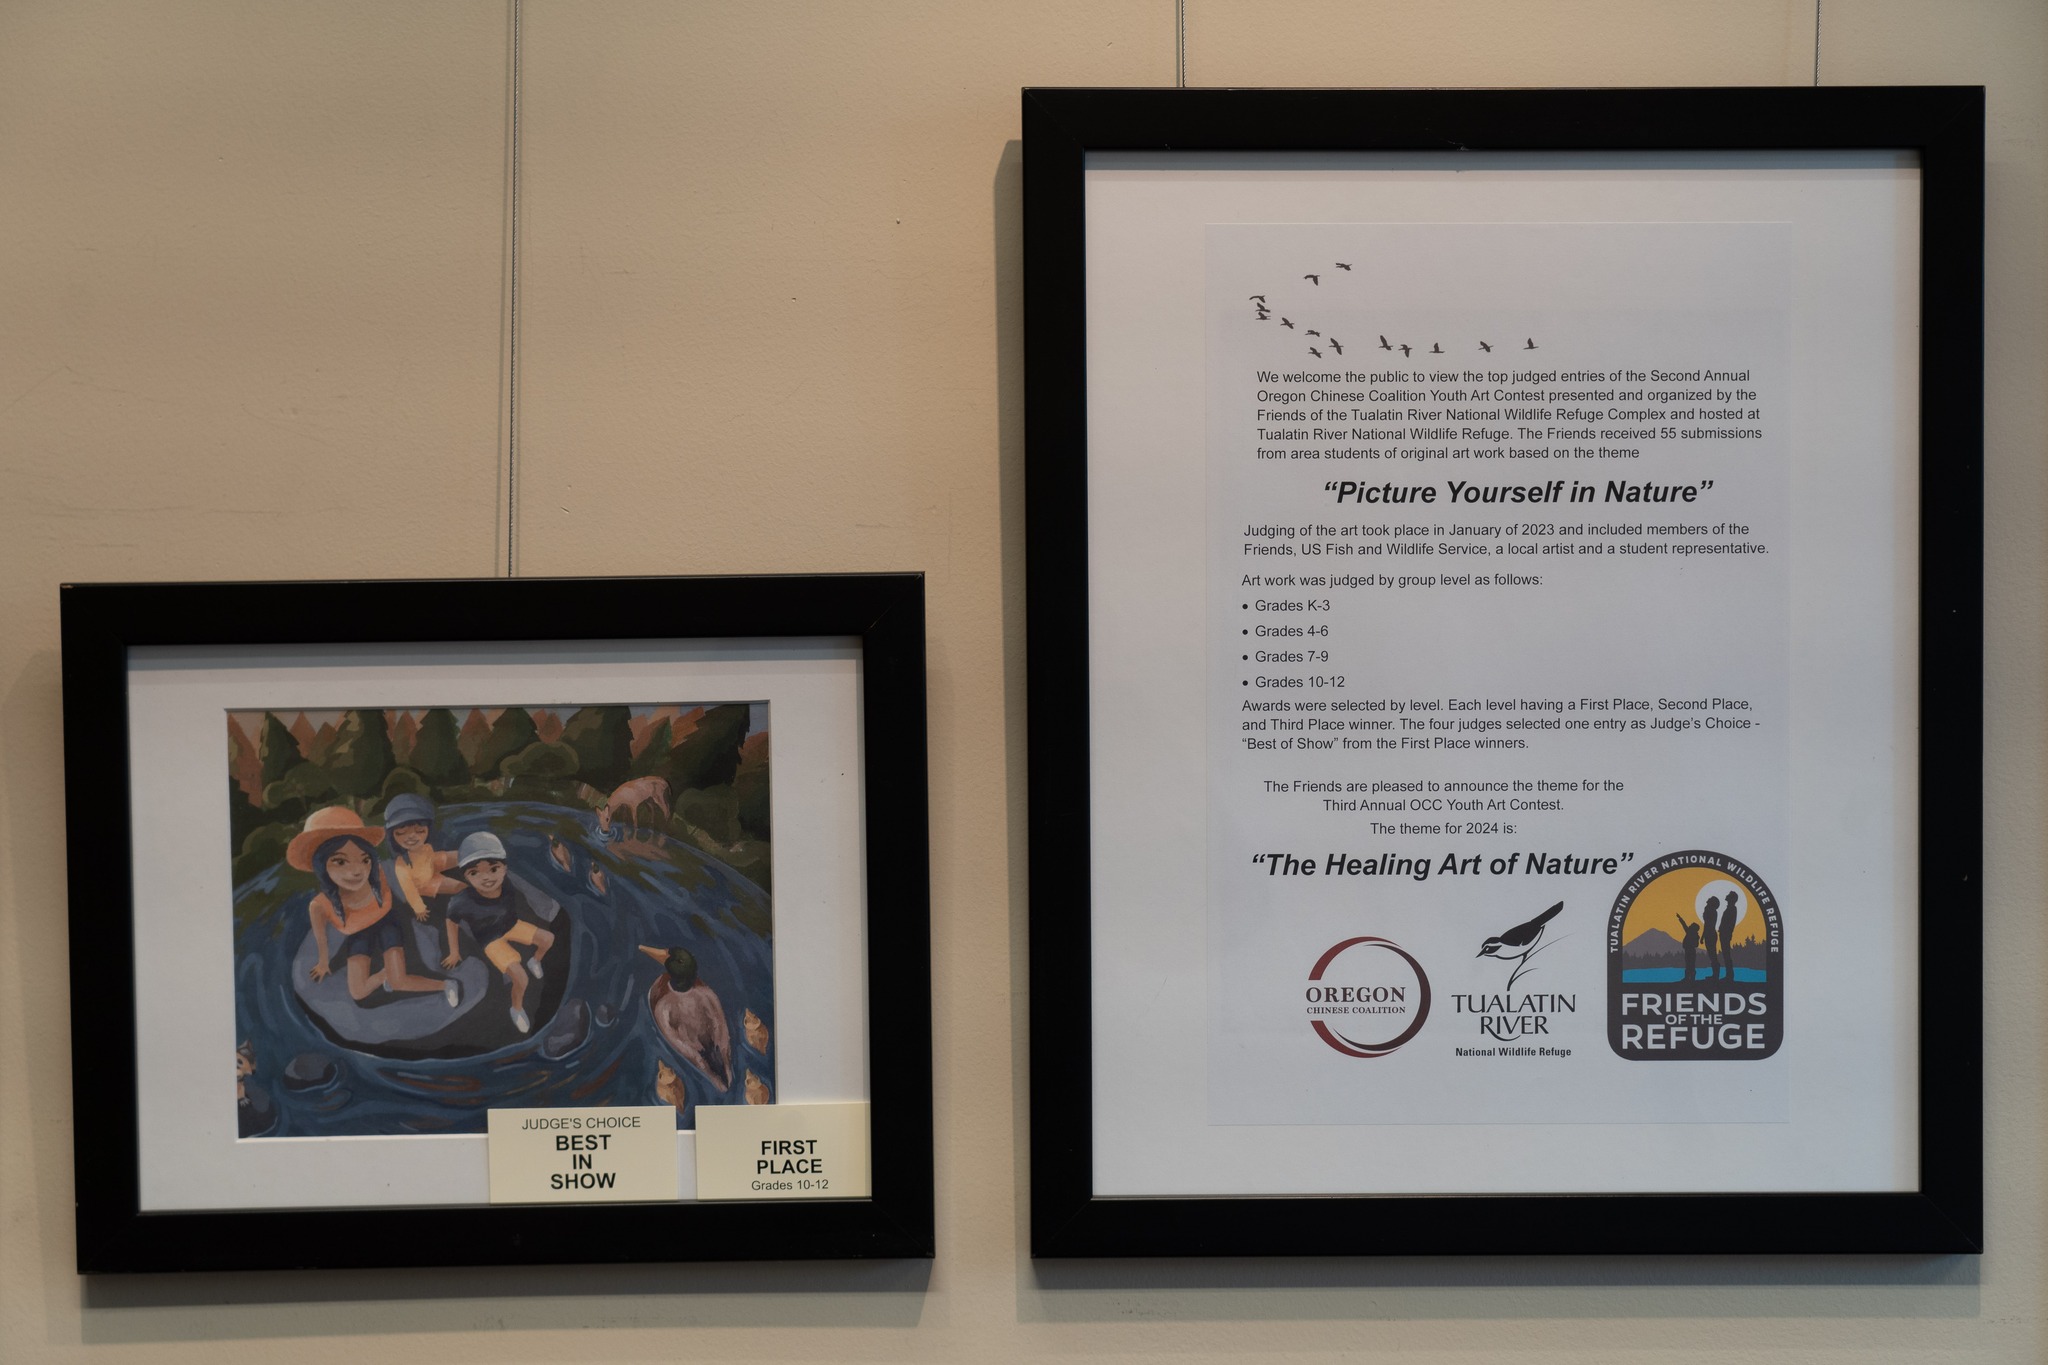 JUDGE'S CHOICE
BEST
IN
SHOW
FIRST
PLACE
Grades 10-12
We welcome the public to view the top judged entries of the Second Annual
Oregon Chinese Coalition Youth Art Contest presented and organized by the
Friends of the Tualatin River National Wildlife Refuge Complex and hosted at
Tualatin River National Wildlife Refuge. The Friends received 55 submissions
from area students of original art work based on the theme
“Picture Yourself in Nature”
Judging of the art took place in January of 2023 and included members of the
Friends, US Fish and Wildlife Service, a local artist and a student representative.
Art work was judged by group level as follows:
• Grades K-3
• Grades 4-6
• Grades 7-9
• Grades 10-12
Awards were selected by level. Each level having a First Place, Second Place,
and Third Place winner. The four judges selected one entry as Judge’s Choice -
“Best of Show” from the First Place winners.
The Friends are pleased to announce the theme for the
Third Annual OCC Youth Art Contest.
The theme for 2024 is:
“The Healing Art of Nature”
OREGON
CHINESE COALITION
TUALATIN
RIVER
National Wildlife Refuge
TUALATIN RIVER NATIONAL WILDLIFE REFUGE
FRIENDS
OF THE
REFUGE